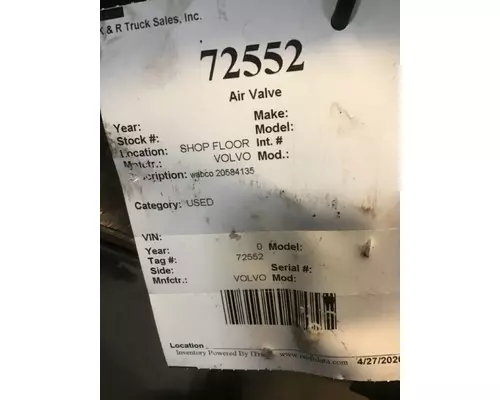 K & R Truck Sales, Inc.
72552
Air Valve
Year: Make:
Stock #: Model:
Location: SHOP FLOOR Int. #
Mnfctr.: VOLVO Mod.:
scription: wabco 20584135
Category: USED
VIN:
Year: 0 Model:
Tag #: 72552
Side: Serial #:
Mnfctr.: VOLVO Mod:
Location
Inventory Powered By
4/27/2020